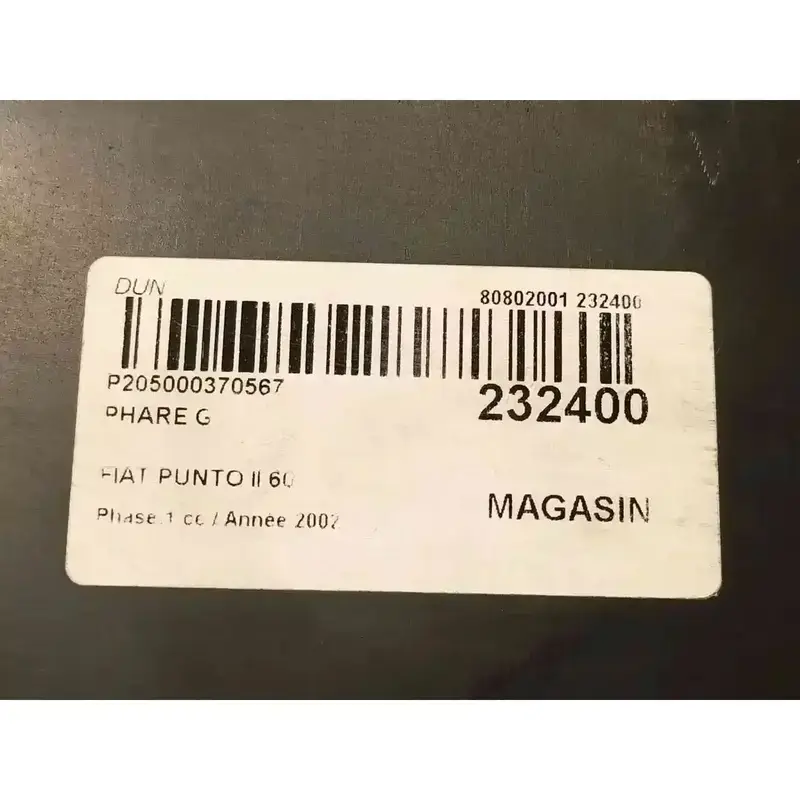 DUN 80802001 232400
P205000370567 232400
PHARE G
FIAT PUNTO II 60
MAGASIN
Phase 1 cc / Année 2002